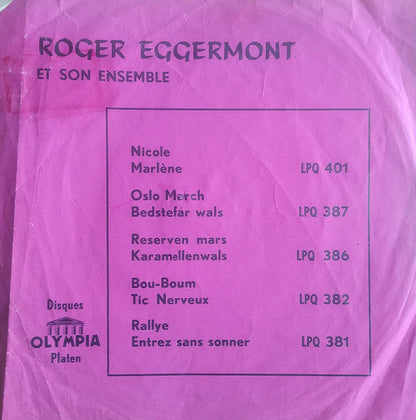 ROGER EGGERMONT
ET SON ENSEMBLE
Nicole
Marlène LPQ 401
Oslo March
Bedstefar wals LPQ 387
Reserven mars
Karamellenwals LPQ 386
Bou-Boum
Tic Nerveux LPQ 382
Rallye
Entrez sans sonner LPQ 381
Disques
OLYMPIA
Platen